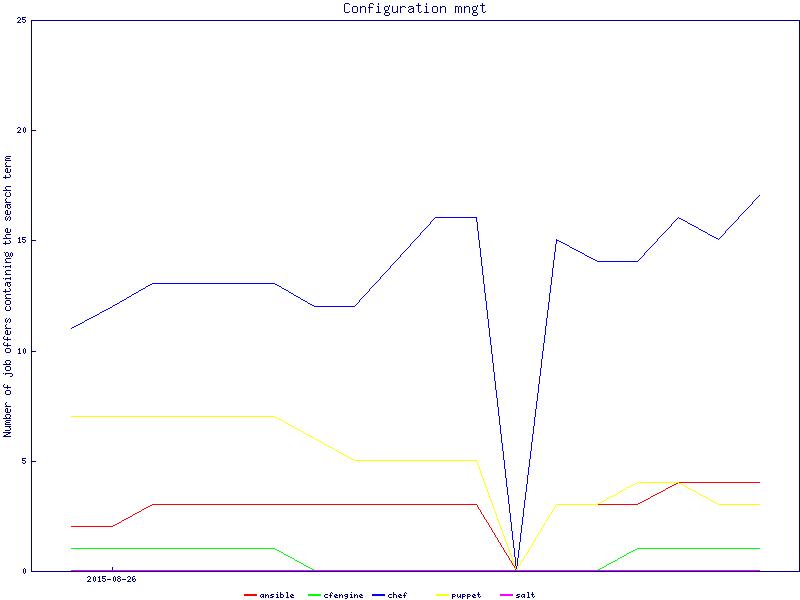 Configuration mngt
Number of job offers containing the search term
25
20
15
10
5
0
2015-08-26
ansible cfengine chef puppet salt